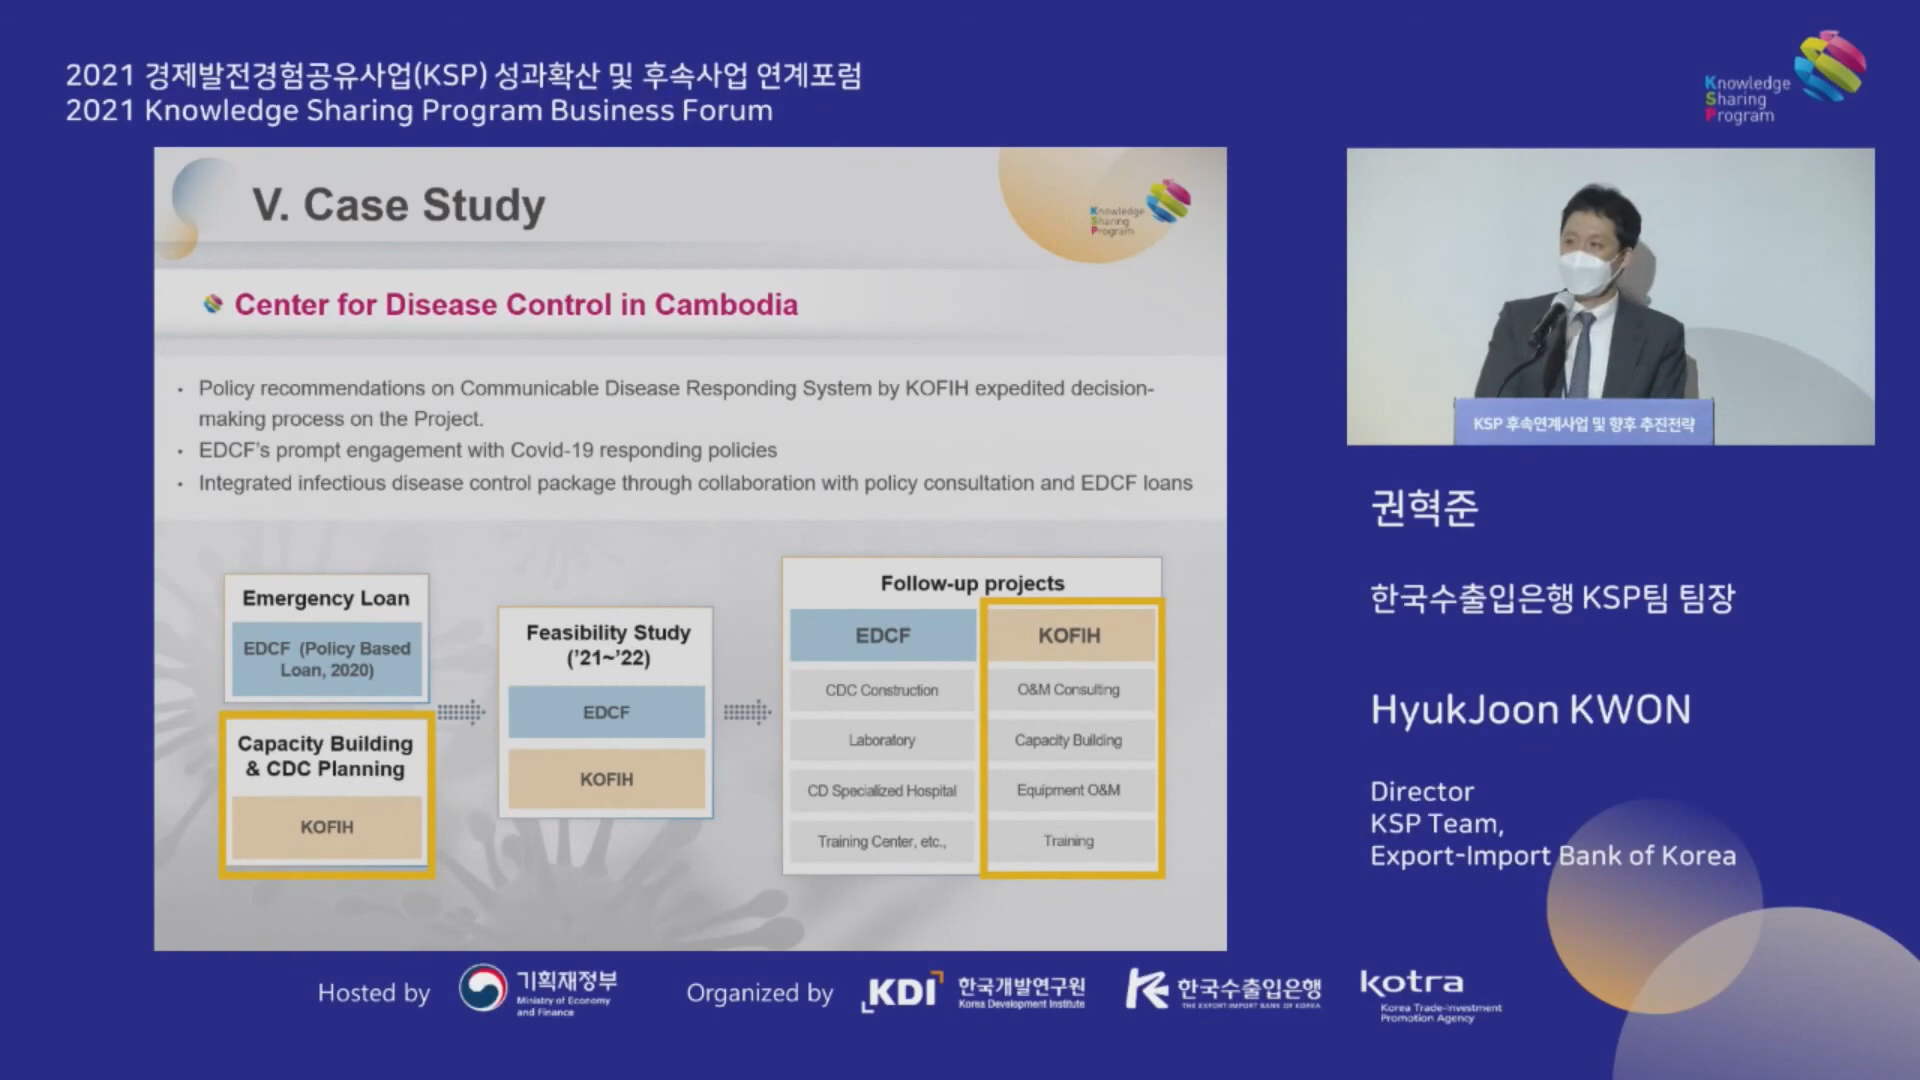 2021 경제발전경험공유사업(KSP) 성과확산 및 후속사업 연계포럼
2021 Knowledge Sharing Program Business Forum
Knowledge
Sharing
Program
V. Case Study
Knowledge
Sharing
Program
Center for Disease Control in Cambodia
• Policy recommendations on Communicable Disease Responding System by KOFIH expedited decision-
making process on the Project.
• EDCF's prompt engagement with Covid-19 responding policies
• Integrated infectious disease control package through collaboration with policy consultation and EDCF loans
Emergency Loan
EDCF (Policy Based
Loan, 2020)
Capacity Building
& CDC Planning
KOFIH
Feasibility Study
('21~'22)
EDCF
KOFIH
Follow-up projects
EDCF
KOFIH
CDC Construction
O&M Consulting
Laboratory
Capacity Building
CD Specialized Hospital
Equipment O&M
Training Center, etc.,
Training
KSP 후속연계사업 및 향후 추진전략
권혁준
한국수출입은행 KSP팀 팀장
HyukJoon KWON
Director
KSP Team,
Export-Import Bank of Korea
Hosted by
기획재정부
Ministry of Economy
and Finance
Organized by
KDI
한국개발연구원
Korea Development Institute
한국수출입은행
THE EXPORT-IMPORT BANK OF KOREA
kotra
Korea Trade-Investment
Promotion Agency